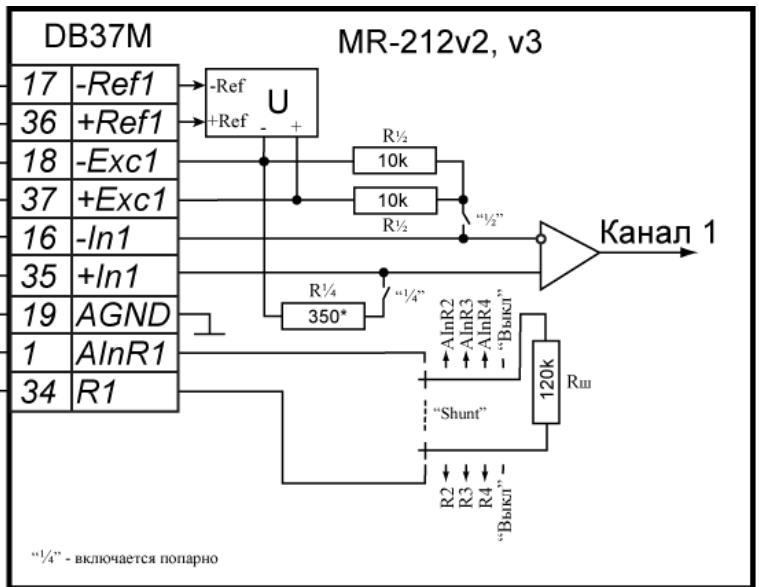 DB37M
MR-212v2, v3
17 -Ref1
36 +Ref1
18 -Exc1
37 +Exc1
16 -In1
35 +In1
19 AGND
1 AInR1
34 R1
-Ref
+Ref
U
- +
R½
10k
10k
R½
“½”
Канал 1
R¼
350*
“¼”
AInR2
AInR3
AInR4
“Выкл”
120k
Rш
“Shunt”
R2
R3
R4
“Выкл”
“¼” - включается попарно